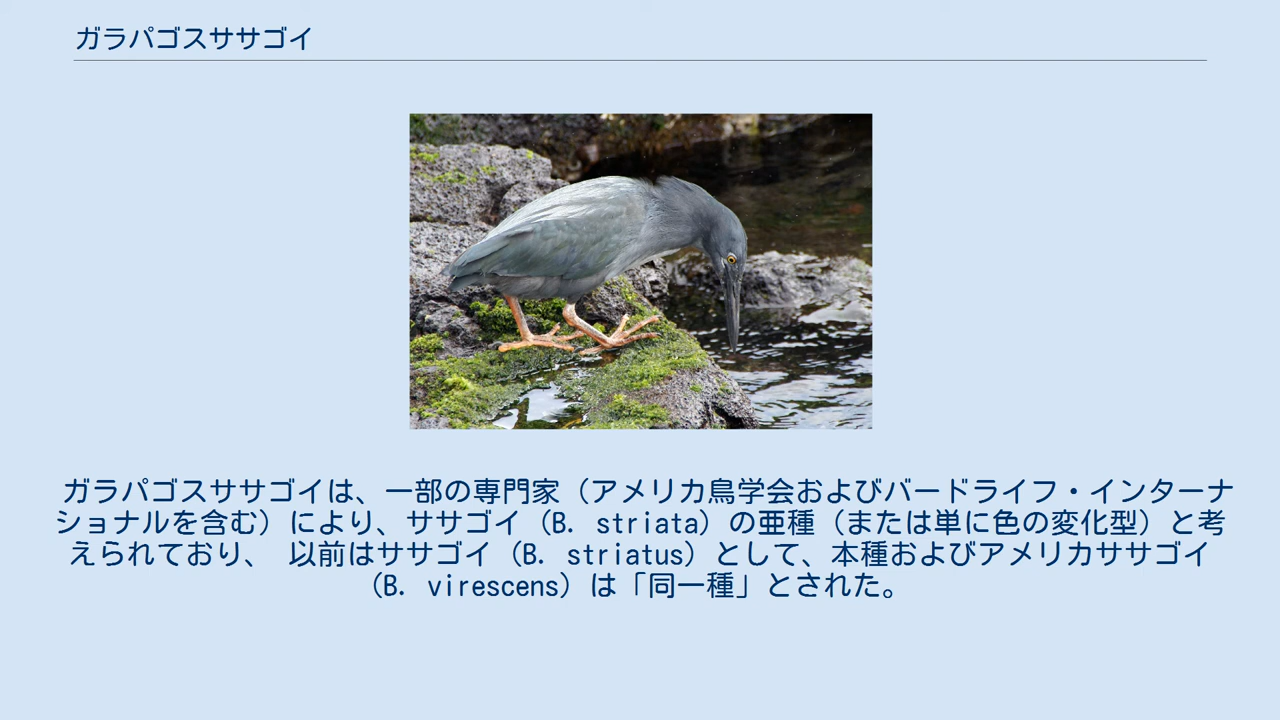 ガラパゴスササゴイ
ガラパゴスササゴイは、一部の専門家（アメリカ鳥学会およびバードライフ・インターナ
ショナルを含む）により、ササゴイ（B. striata）の亜種（または単に色の変化型）と考
えられており、 以前はササゴイ（B. striatus）として、本種およびアメリカササゴイ
（B. virescens）は「同一種」とされた。